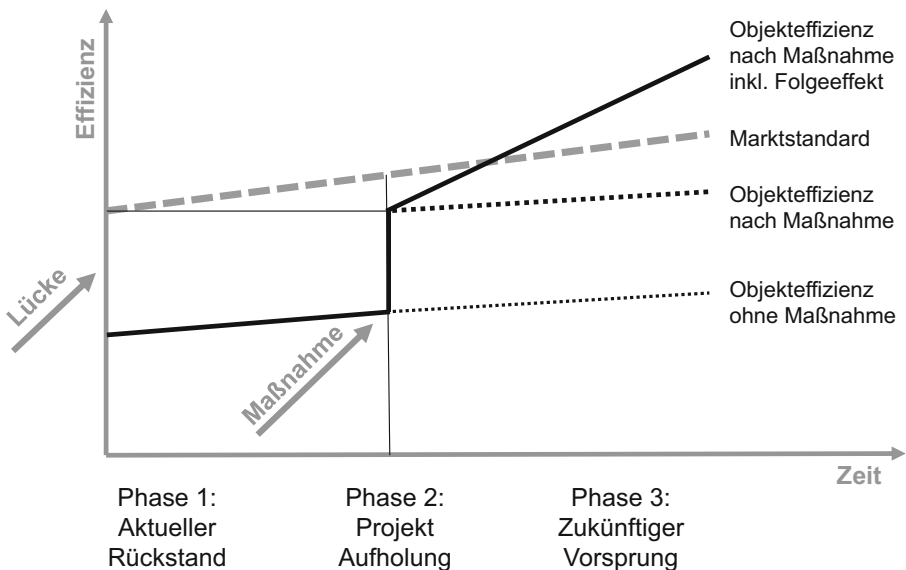 Effizienz
Objekteffizienz
nach Maßnahme
inkl. Folgeeffekt
Marktstandard
Objekteffizienz
nach Maßnahme
Objekteffizienz
ohne Maßnahme
Lücke
Maßnahme
Zeit
Phase 1:
Aktueller
Rückstand
Phase 2:
Projekt
Aufholung
Phase 3:
Zukünftiger
Vorsprung